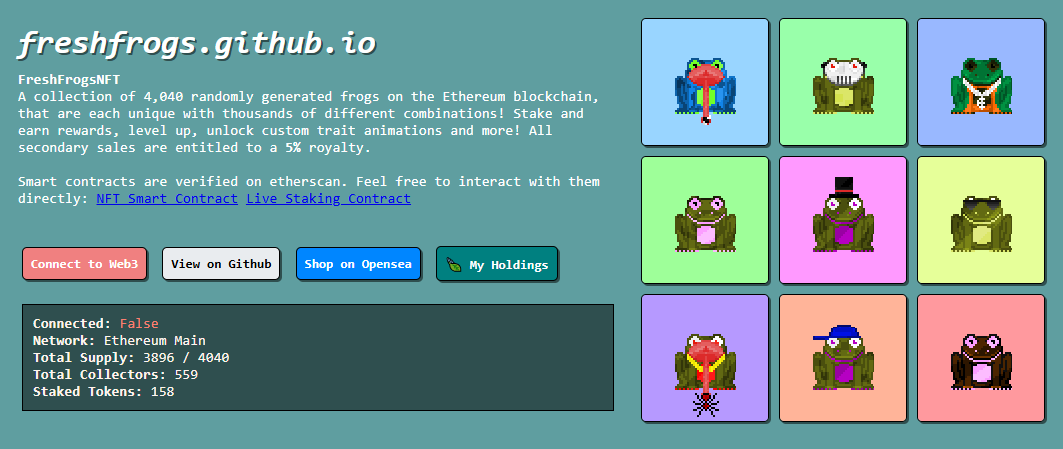 freshfrogs.github.io
FreshFrogsNFT
A collection of 4,040 randomly generated frogs on the Ethereum blockchain,
that are each unique with thousands of different combinations! Stake and
earn rewards, level up, unlock custom trait animations and more! All
secondary sales are entitled to a 5% royalty.
Smart contracts are verified on etherscan. Feel free to interact with them
directly: NFT Smart Contract Live Staking Contract
Connect to Web3 View on Github Shop on Opensea My Holdings
Connected: False
Network: Ethereum Main
Total Supply: 3896 / 4040
Total Collectors: 559
Staked Tokens: 158